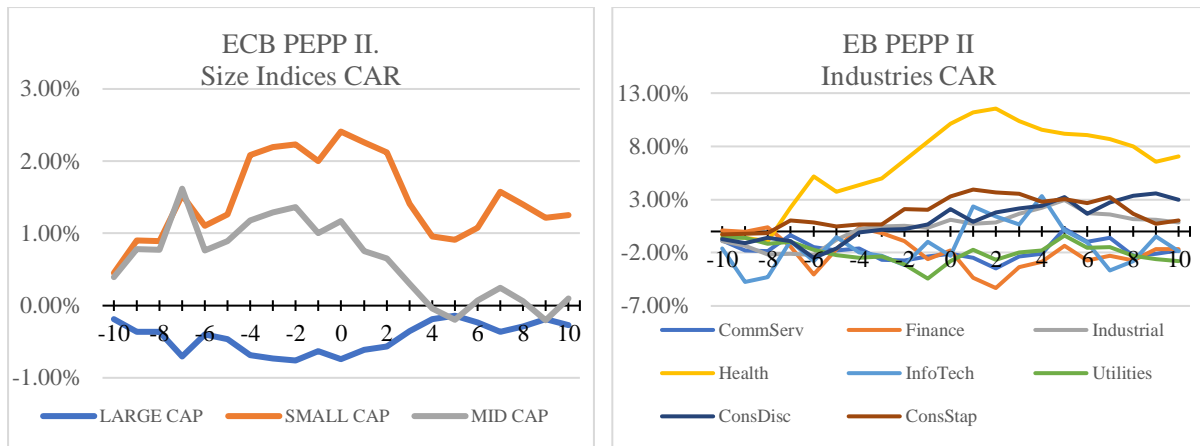 ECB PEPP II.
Size Indices CAR
3.00%
2.00%
1.00%
0.00%
-1.00%
-10 -8 -6 -4 -2 0 2 4 6 8 10
LARGE CAP SMALL CAP MID CAP
EB PEPP II
Industries CAR
13.00%
8.00%
3.00%
-2.00%
-7.00%
-10 -8 -6 -4 -2 0 2 4 6 8 10
CommServ Finance Industrial
Health InfoTech Utilities
ConsDisc ConsStap